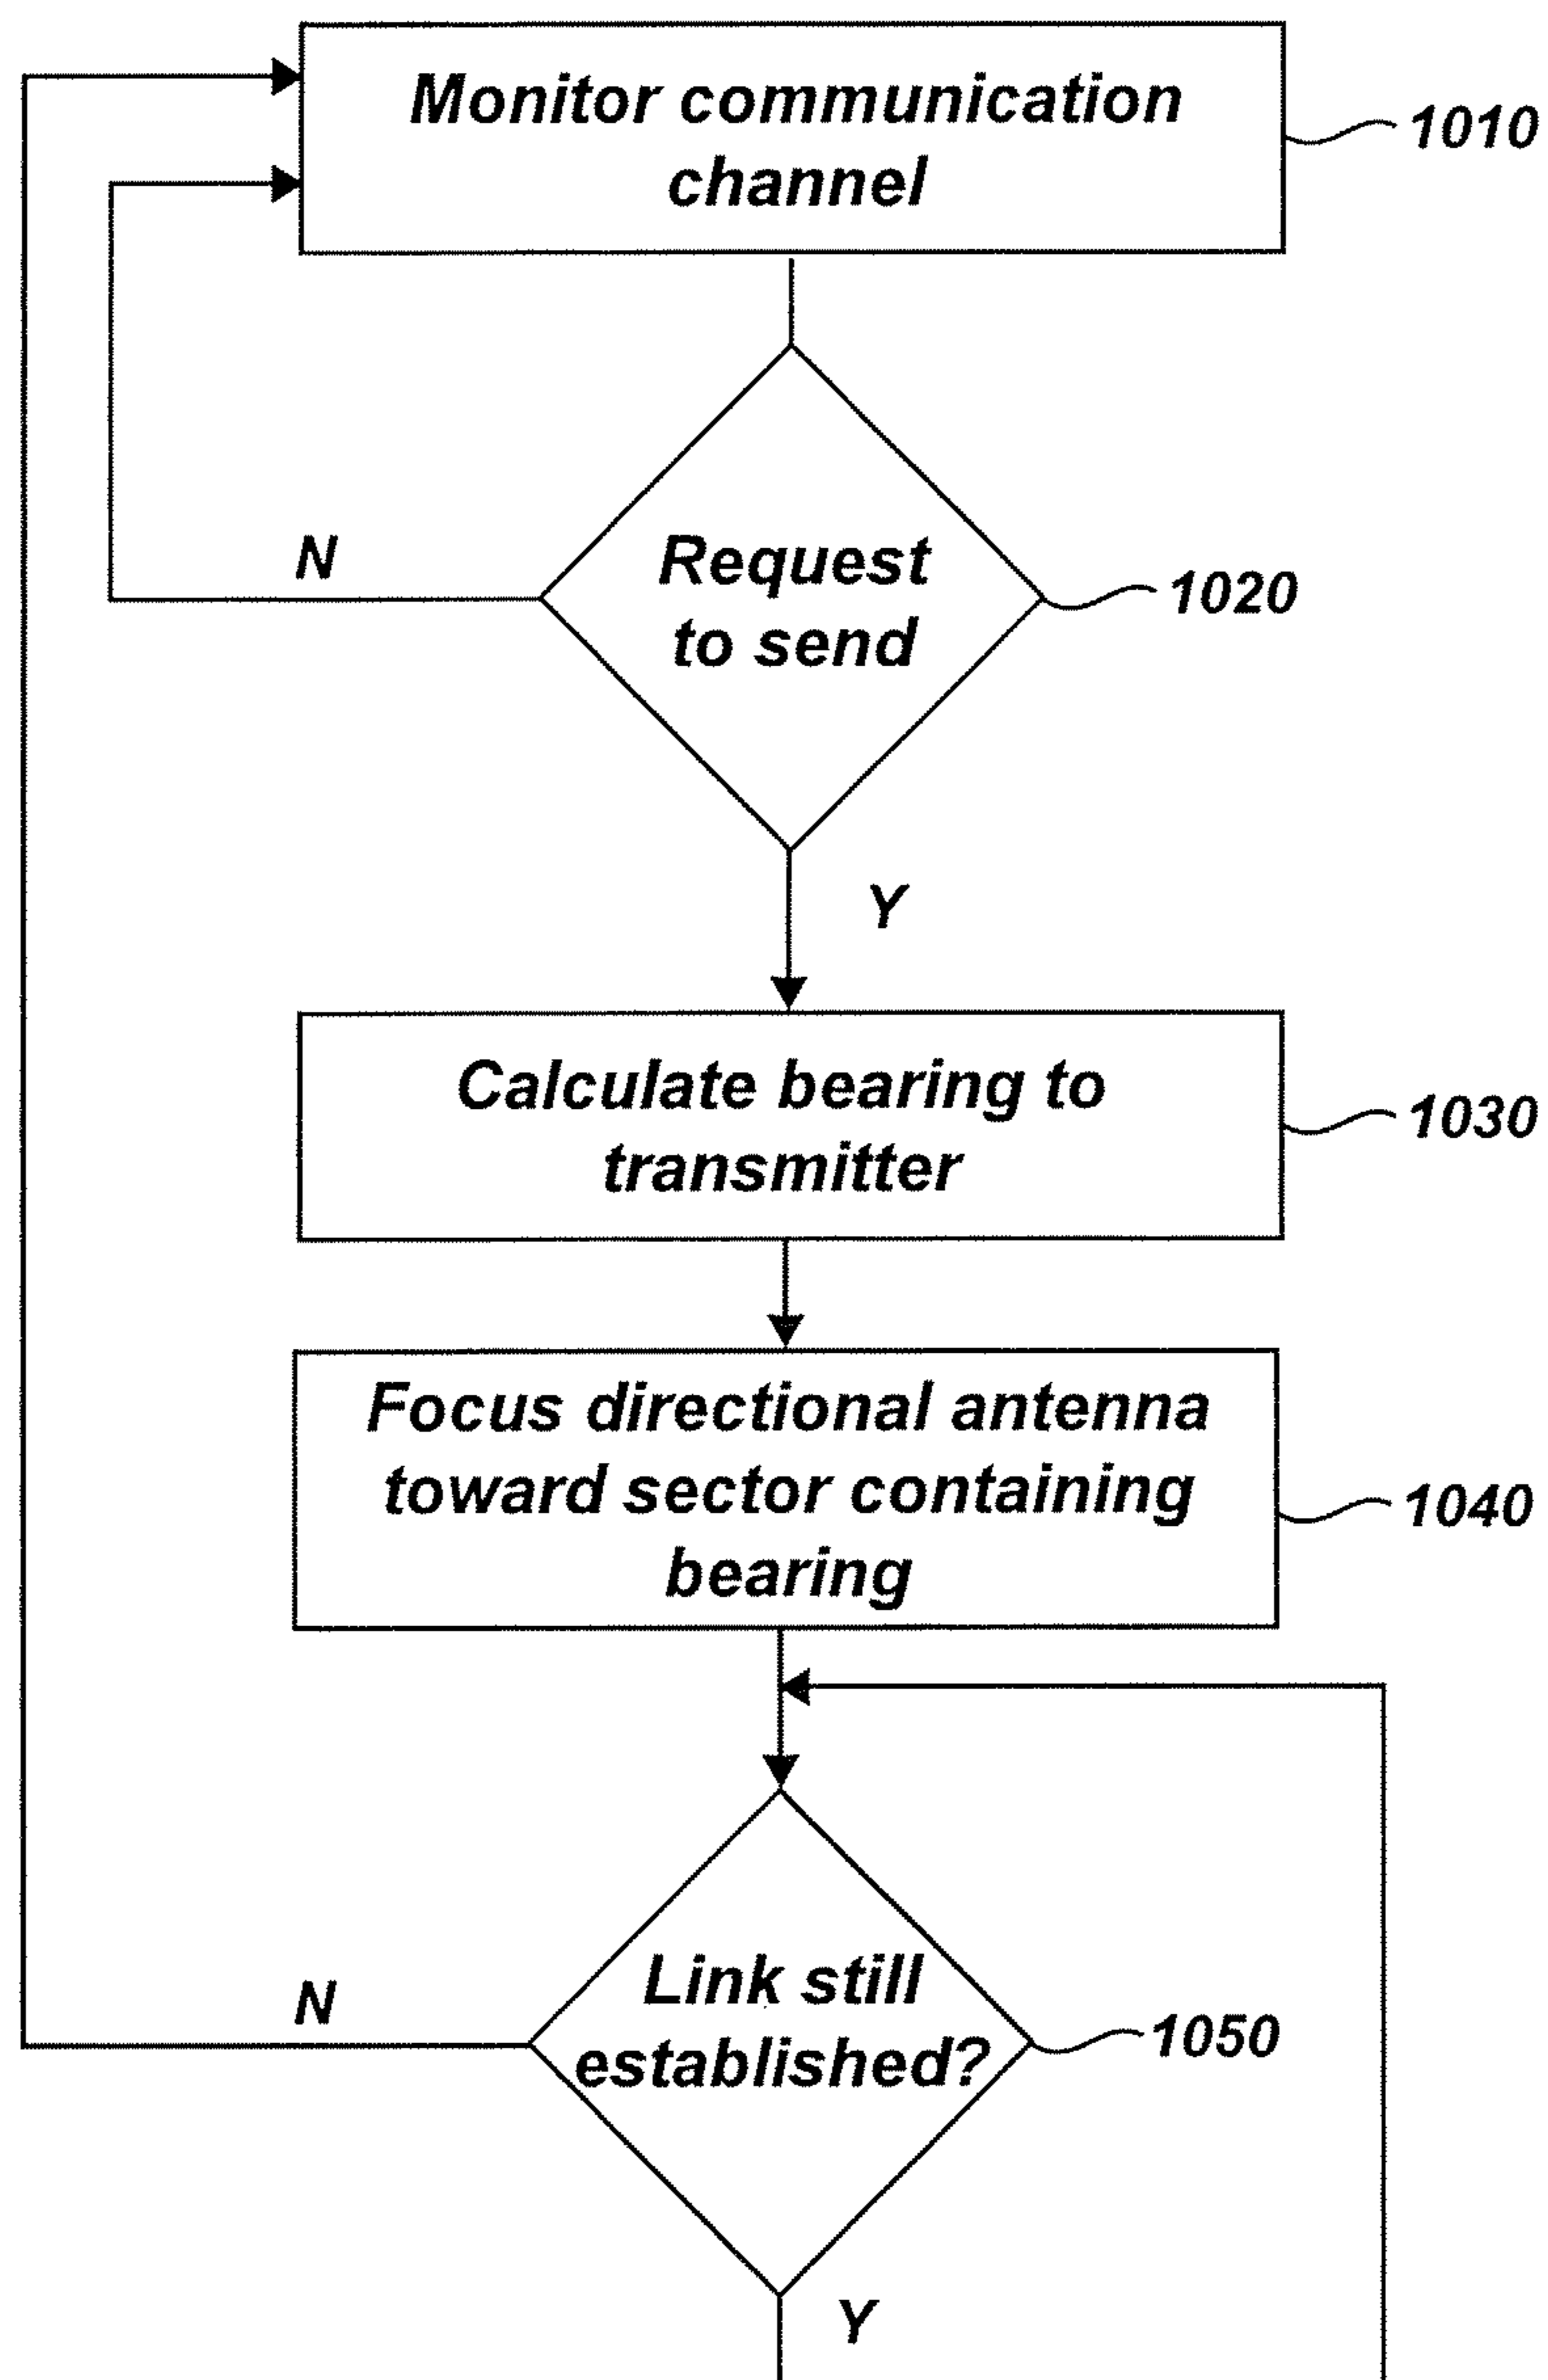 Monitor communication
channel
1010
N
Request
to send
1020
Y
Calculate bearing to
transmitter
1030
Focus directional antenna
toward sector containing
bearing
1040
N
Link still
established?
1050
Y